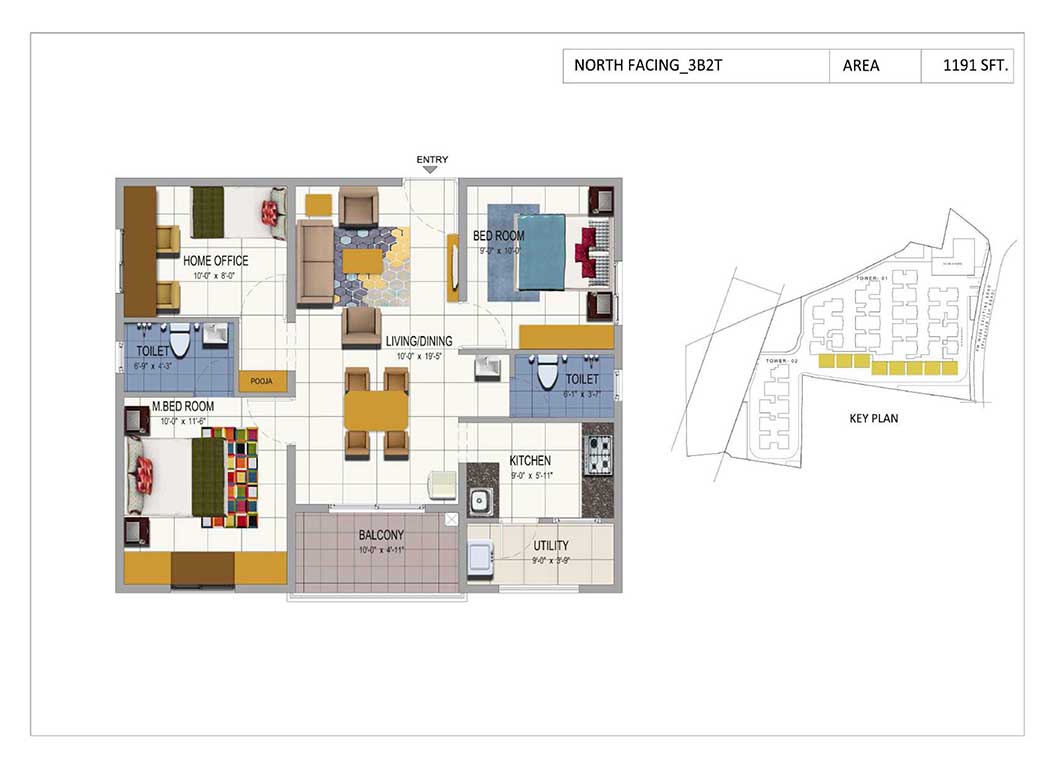 NORTH FACING_3B2T
AREA
1191 SFT.
ENTRY
BED ROOM
9'-0" x 10'-0"
HOME OFFICE
10'-0" x 8'-0"
LIVING/DINING
10'-0" x 19'-5"
TOILET
6'-9" x 4'-3"
POOJA
TOILET
6'-1" x 3'-7"
M.BED ROOM
10'-0" x 11'-6"
KITCHEN
9'-0" x 5'-11"
BALCONY
10'-0" x 4'-11"
UTILITY
9'-0" x 3'-9"
TOWER- 01
TOWER- 02
KEY PLAN